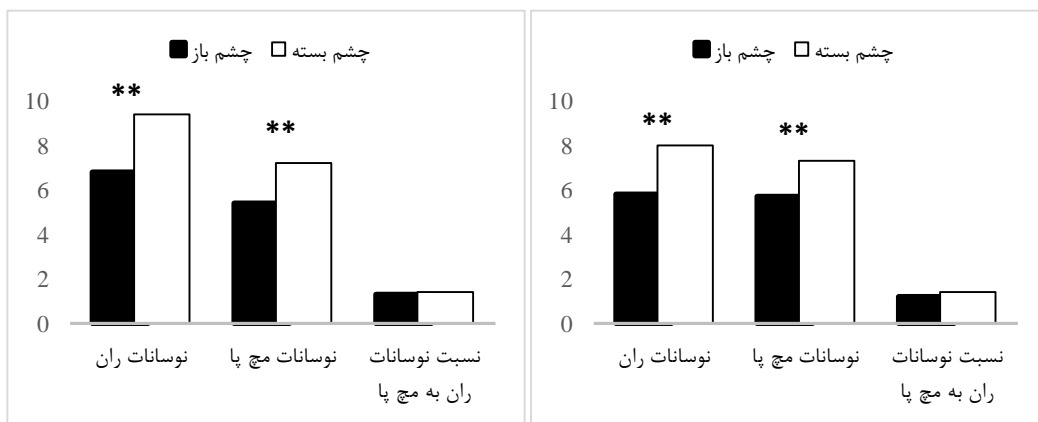 چشم باز چشم بسته
**
**
10
8
6
4
2
0
نوسانات ران
نوسانات مچ پا
نسبت نوسانات
ران به مچ پا
چشم باز چشم بسته
**
**
10
8
6
4
2
0
نوسانات ران
نوسانات مچ پا
نسبت نوسانات
ران به مچ پا